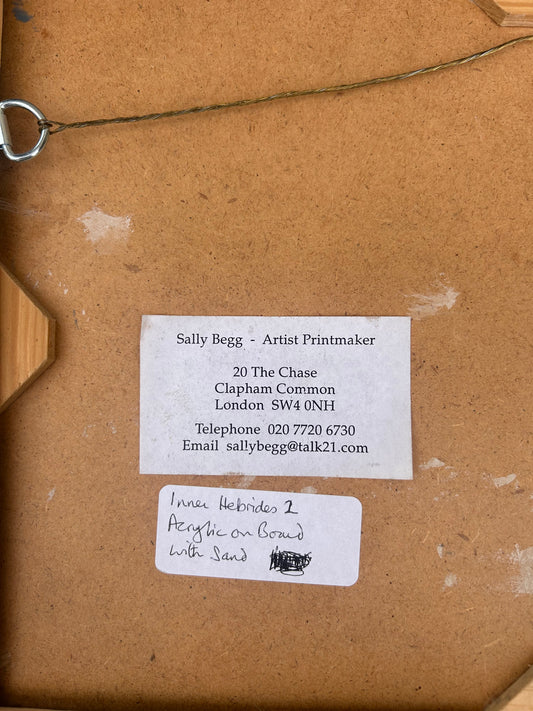 Sally Begg - Artist Printmaker
20 The Chase
Clapham Common
London SW4 0NH
Telephone 020 7720 6730
Email sallybegg@talk21.com
Inner Hebrides 1
Acrylic on Board
with Sand